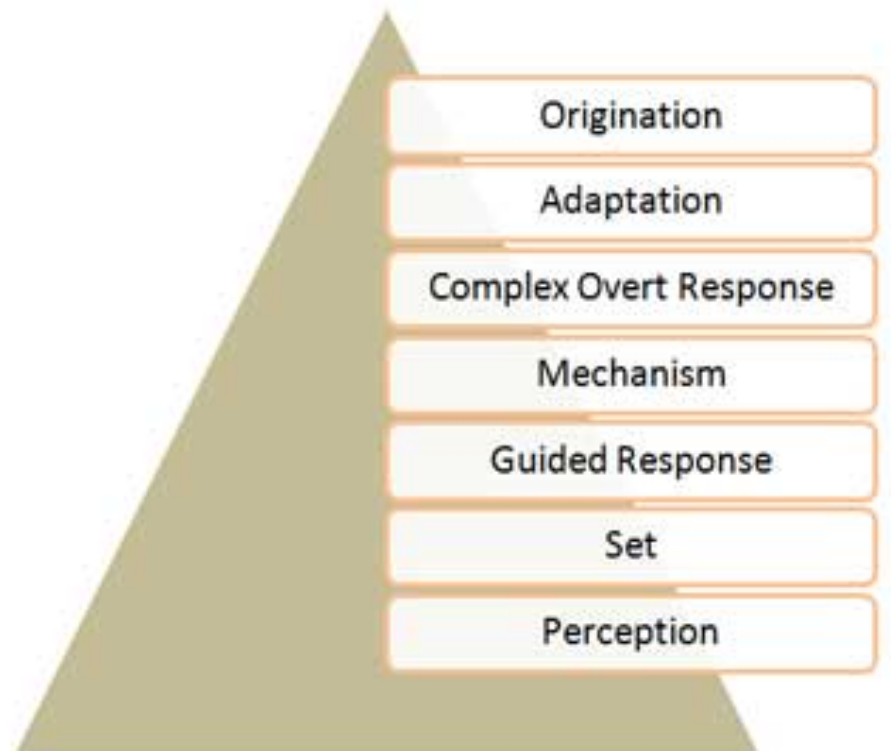 Origination
Adaptation
Complex Overt Response
Mechanism
Guided Response
Set
Perception